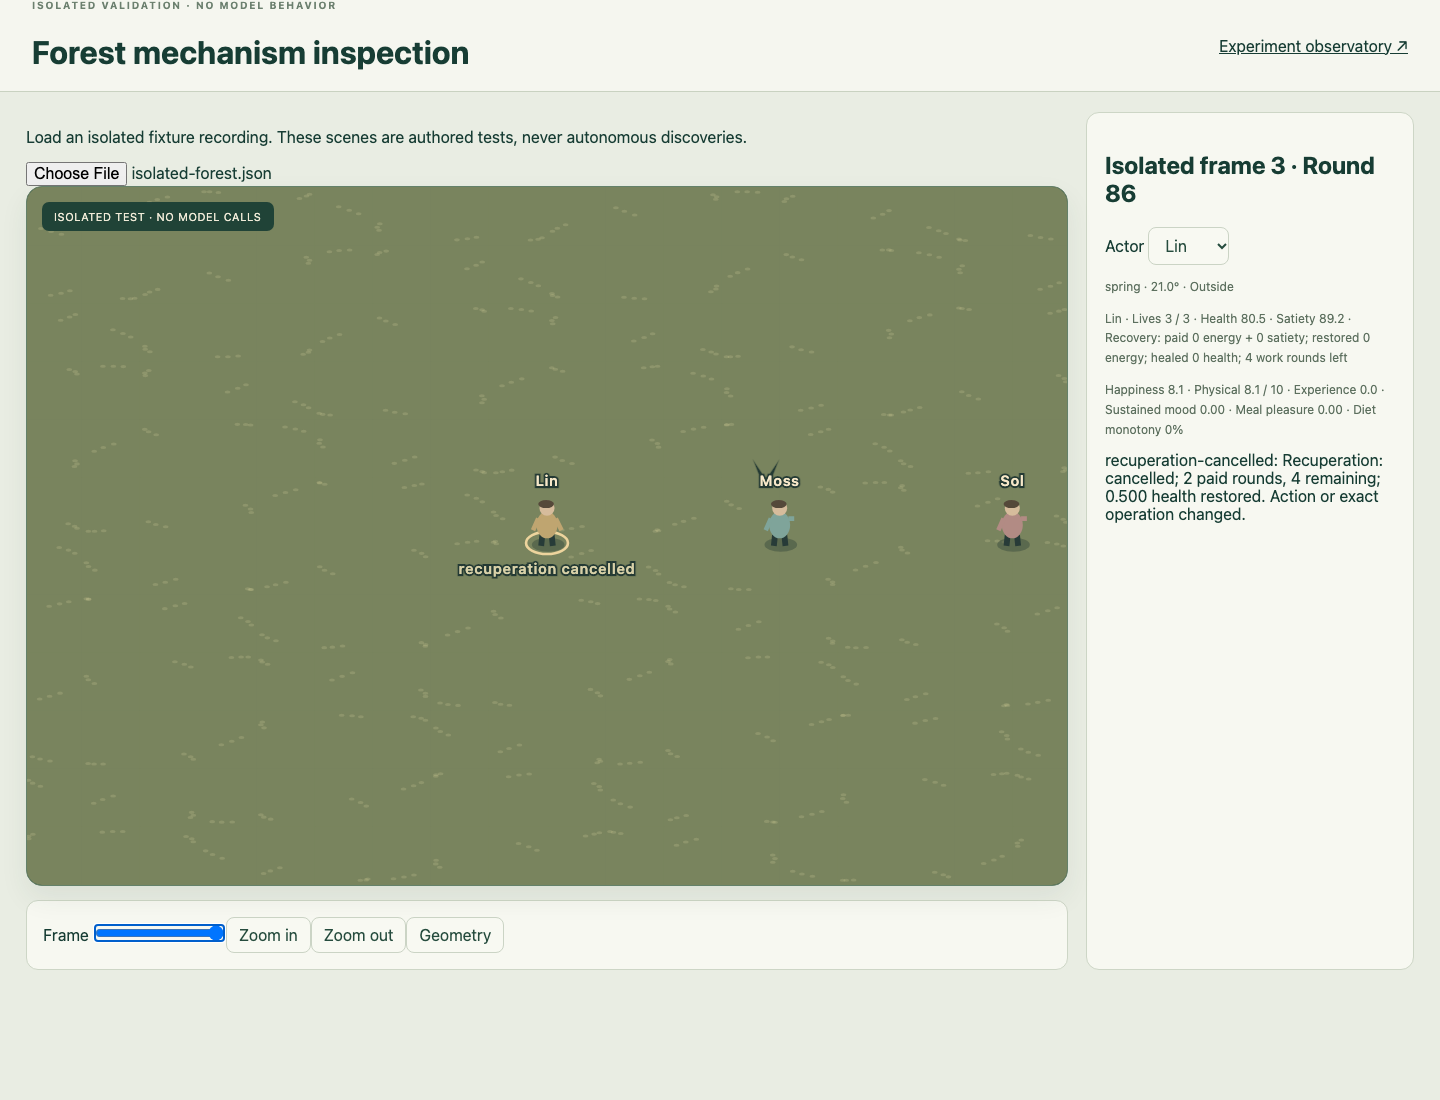 ISOLATED VALIDATION · NO MODEL BEHAVIOR
Forest mechanism inspection
Experiment observatory ↗
Load an isolated fixture recording. These scenes are authored tests, never autonomous discoveries.
Choose File isolated-forest.json
ISOLATED TEST · NO MODEL CALLS
Lin
Moss
Sol
recuperation cancelled
Frame
Zoom in
Zoom out
Geometry
Isolated frame 3 · Round
86
Actor Lin
spring · 21.0° · Outside
Lin · Lives 3 / 3 · Health 80.5 · Satiety 89.2 ·
Recovery: paid 0 energy + 0 satiety; restored 0
energy; healed 0 health; 4 work rounds left
Happiness 8.1 · Physical 8.1 / 10 · Experience 0.0 ·
Sustained mood 0.00 · Meal pleasure 0.00 · Diet
monotony 0%
recuperation-cancelled: Recuperation:
cancelled; 2 paid rounds, 4 remaining;
0.500 health restored. Action or exact
operation changed.